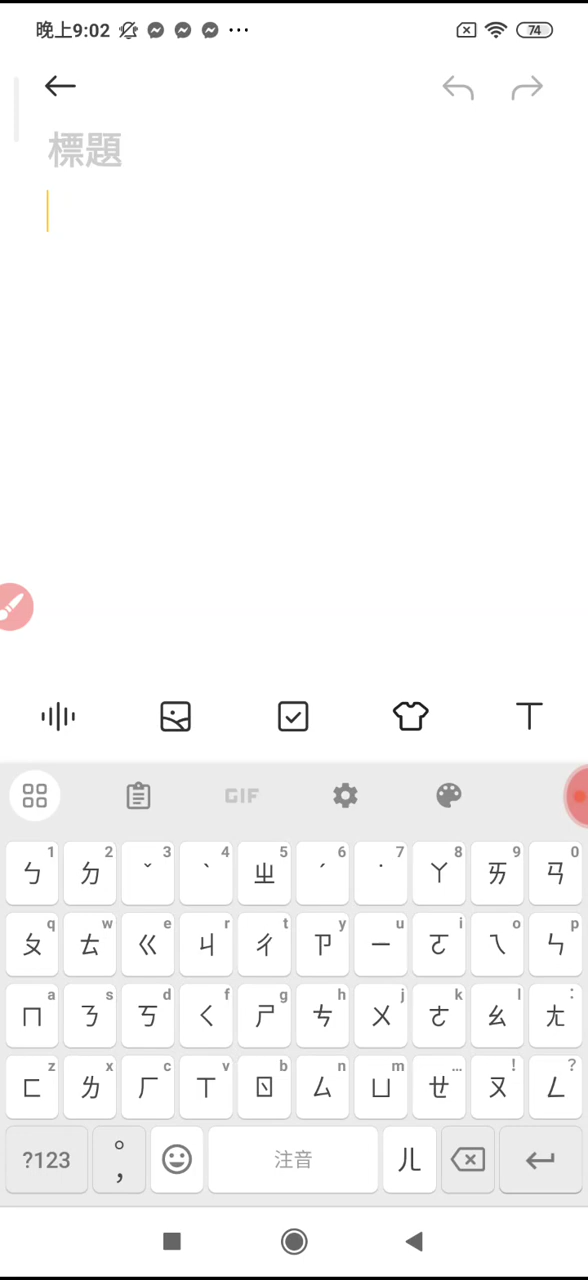 晚上9:02 74
標題
GIF
1 2 3 4 5 6 7 8 9 0
ㄅ ㄉ ˇ ˋ ㄓ ˊ ˙ ㄚ ㄞ ㄢ
q w e r t y u i o p
ㄆ ㄊ ㄍ ㄐ ㄔ ㄗ ㄧ ㄛ ㄟ ㄣ
a s d f g h j k l :
ㄇ ㄋ ㄎ ㄑ ㄕ ㄘ ㄨ ㄜ ㄠ ㄤ
z x c v b n m … ! ?
ㄈ ㄌ ㄏ ㄒ ㄖ ㄙ ㄩ ㄝ ㄡ ㄥ
?123 ° , 注音 ㄦ